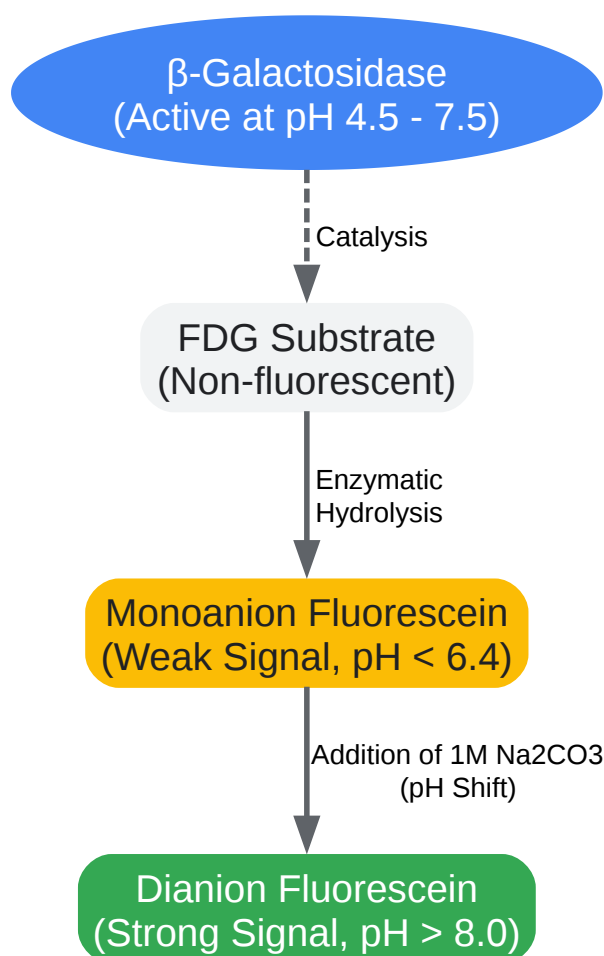 β-Galactosidase
(Active at pH 4.5 - 7.5)
Catalysis
FDG Substrate
(Non-fluorescent)
Enzymatic
Hydrolysis
Monoanion Fluorescein
(Weak Signal, pH < 6.4)
Addition of 1M Na2CO3
(pH Shift)
Dianion Fluorescein
(Strong Signal, pH > 8.0)